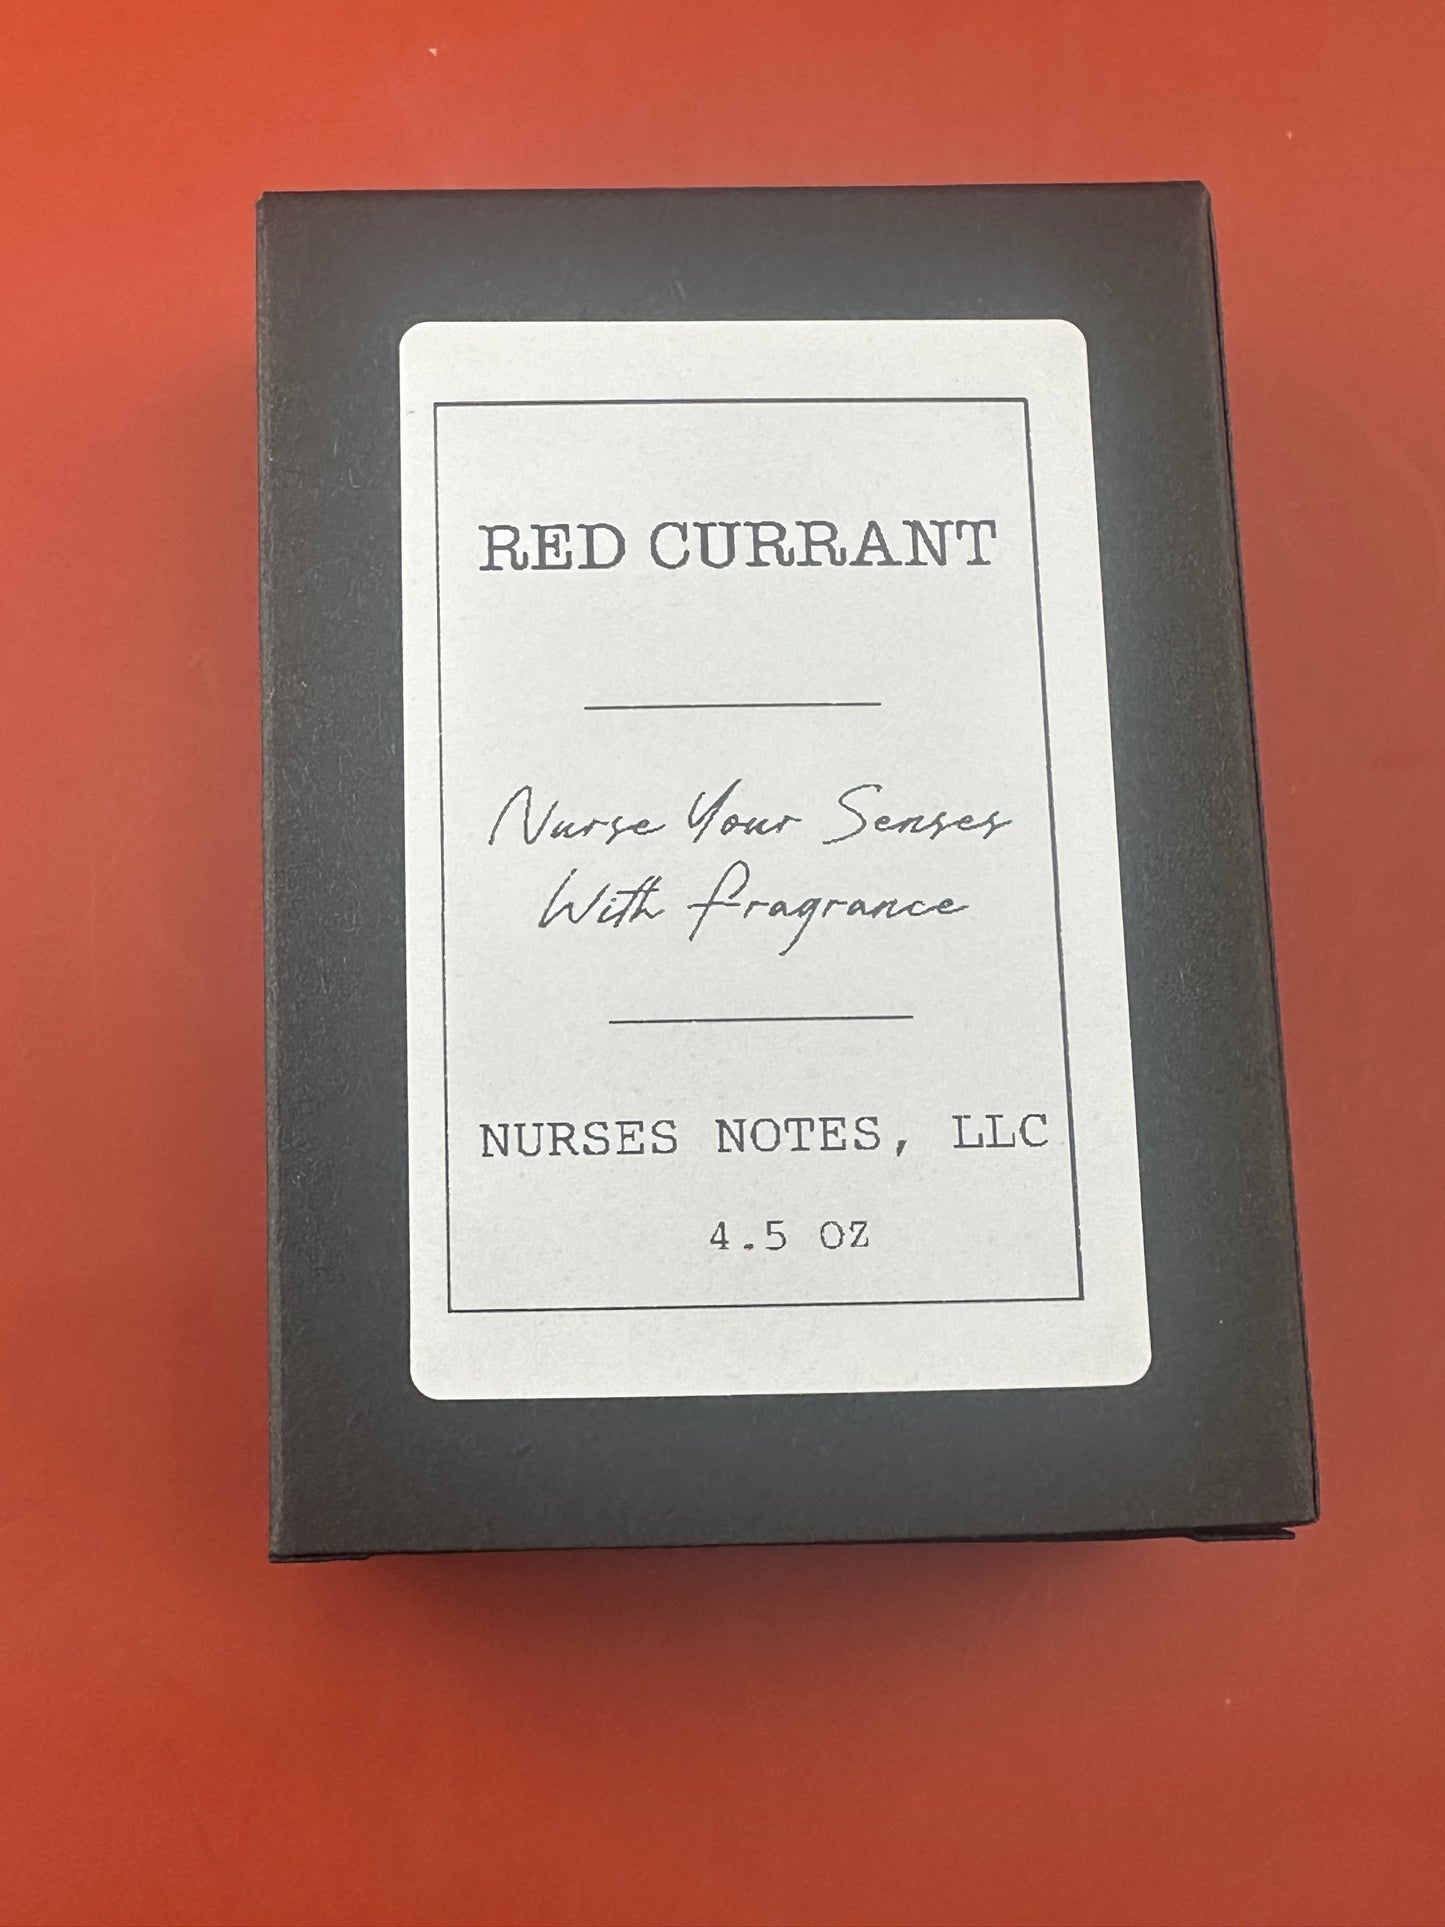 RED CURRANT
Nurse Your Senses
With Fragrance
NURSES NOTES, LLC
4.5 OZ